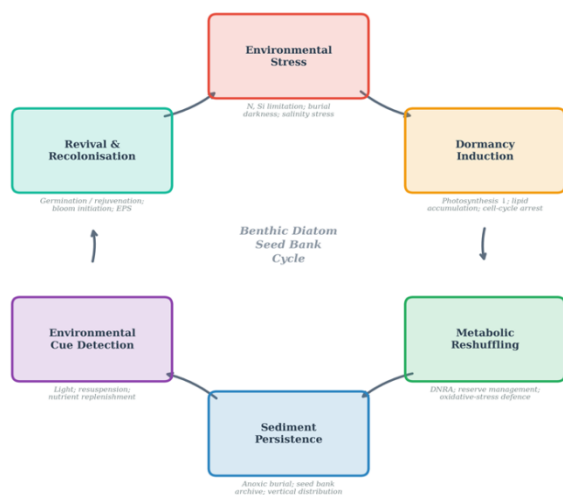 Environmental
Stress
N, Si limitation; burial
darkness; salinity stress
Revival &
Recolonisation
Germination / rejuvenation;
bloom initiation; EPS
Dormancy
Induction
Photosynthesis ↓; lipid
accumulation; cell-cycle arrest
Benthic Diatom
Seed Bank
Cycle
Environmental
Cue Detection
Light; resuspension;
nutrient replenishment
Metabolic
Reshuffling
DNRA; reserve management;
oxidative-stress defence
Sediment
Persistence
Anoxic burial; seed bank
archive; vertical distribution